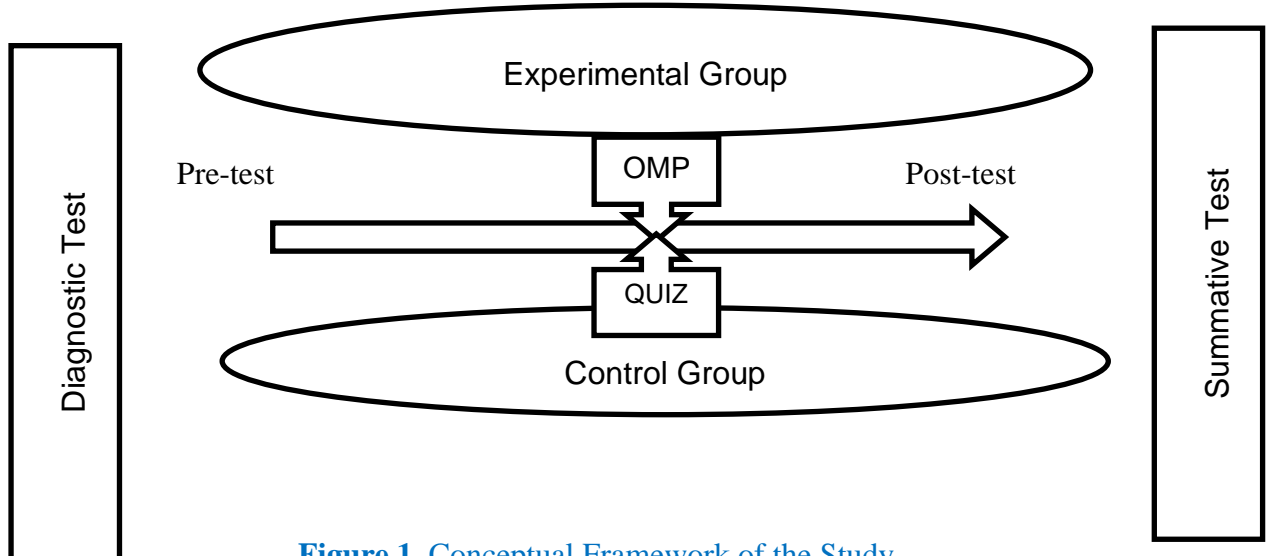 Experimental Group
OMP
Pre-test
Post-test
Diagnostic Test
Summative Test
QUIZ
Control Group
Figure 1. Conceptual Framework of the Study